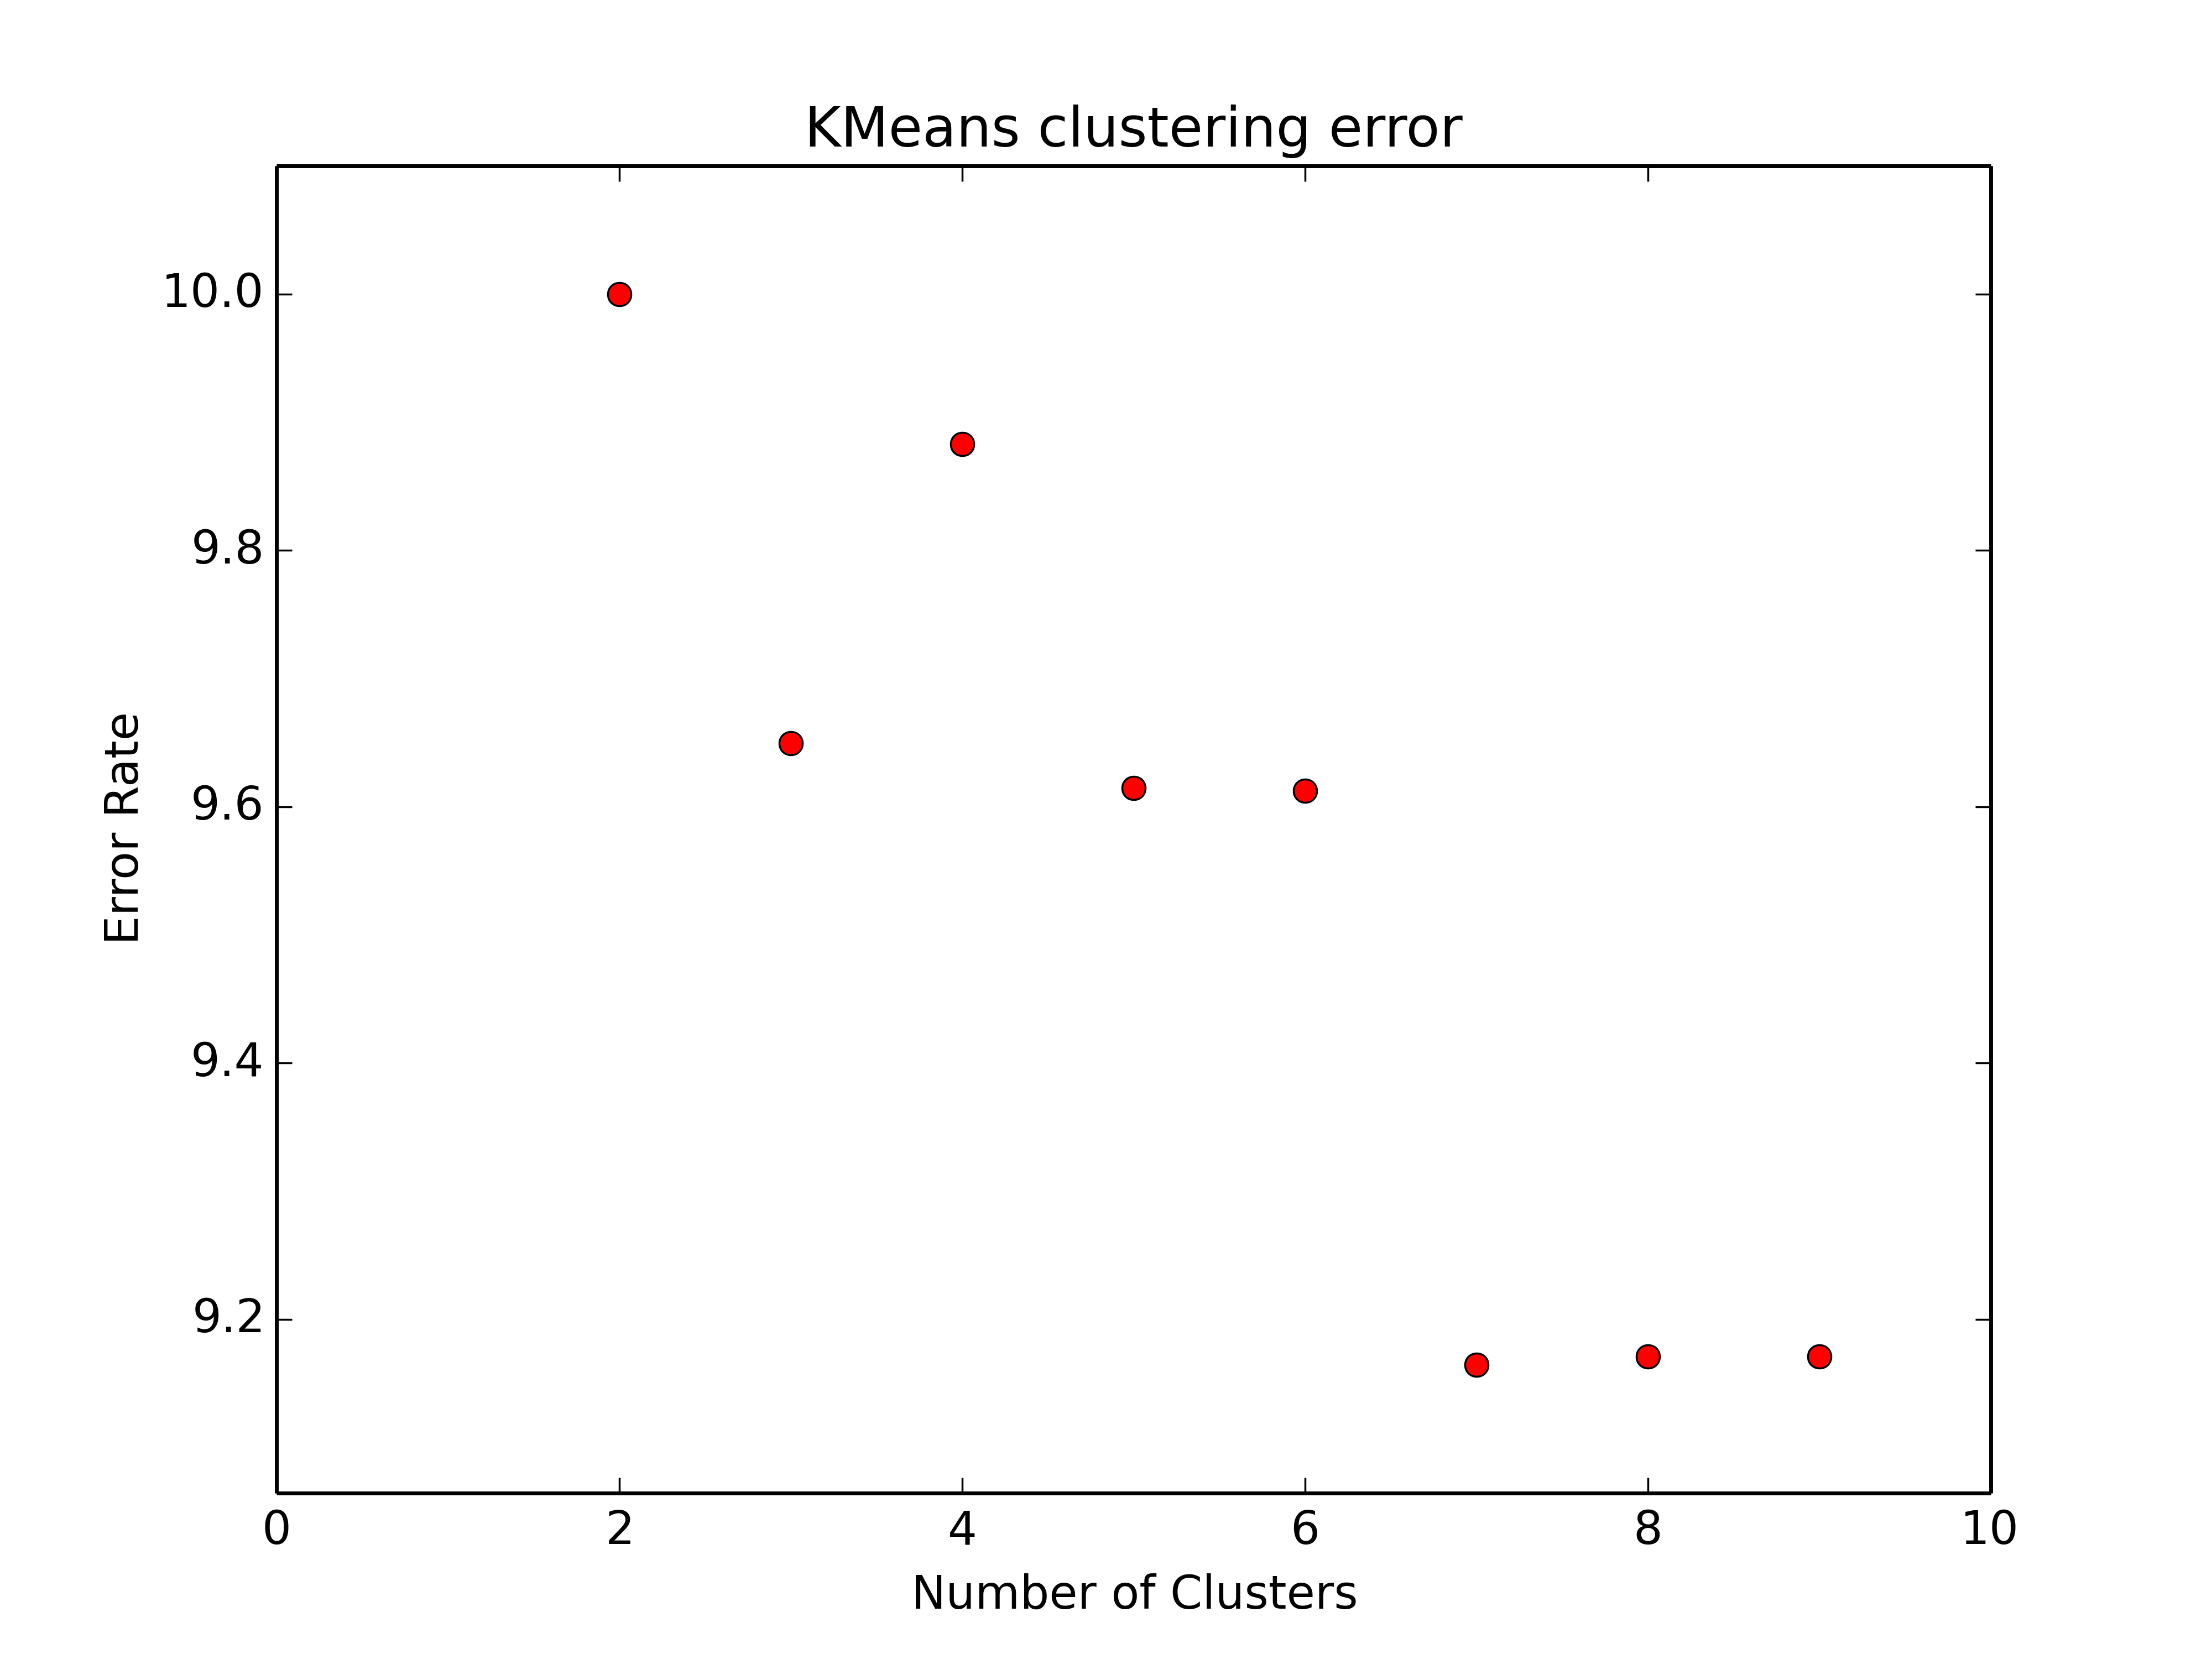 KMeans clustering error
10.0
9.8
9.6
9.4
9.2
Error Rate
0 2 4 6 8 10
Number of Clusters